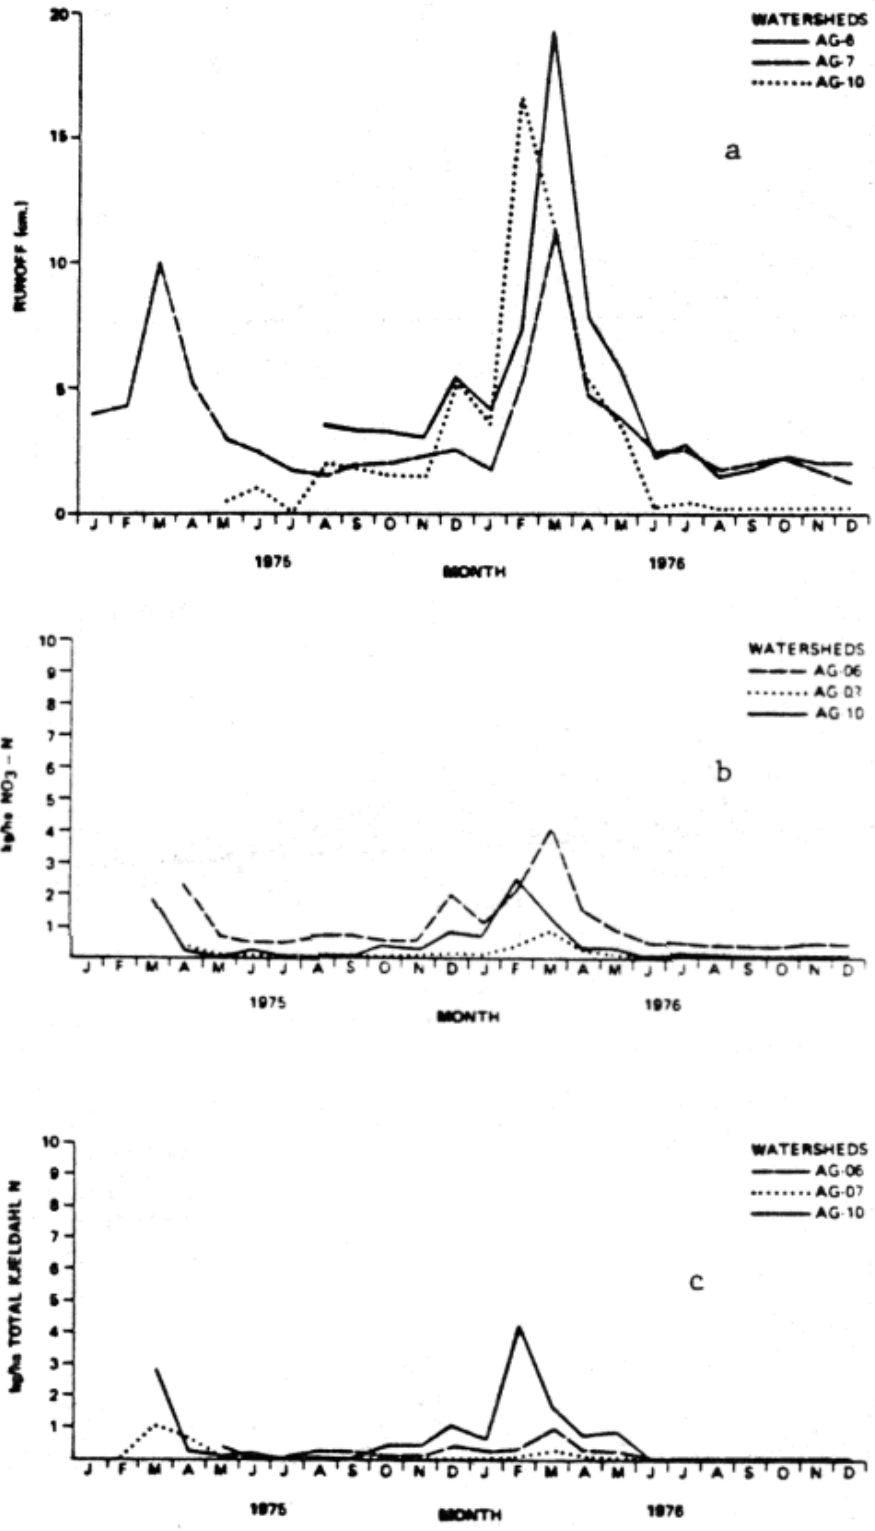 WATERSHEDS
AG-6
AG-7
AG-10
20
15
10
5
0
RUNOFF (cm.)
a
J F M A M J J A S O N D J F M A M J J A S O N D
1975 1976
MONTH
WATERSHEDS
AG-06
AG-07
AG-10
10
9
8
7
6
5
4
3
2
1
kg/ha NO3 - N
b
J F M A M J J A S O N D J F M A M J J A S O N D
1975 1976
MONTH
WATERSHEDS
AG-06
AG-07
AG-10
10
9
8
7
6
5
4
3
2
1
kg/ha TOTAL KJELDAHL N
c
J F M A M J J A S O N D J F M A M J J A S O N D
1975 1976
MONTH